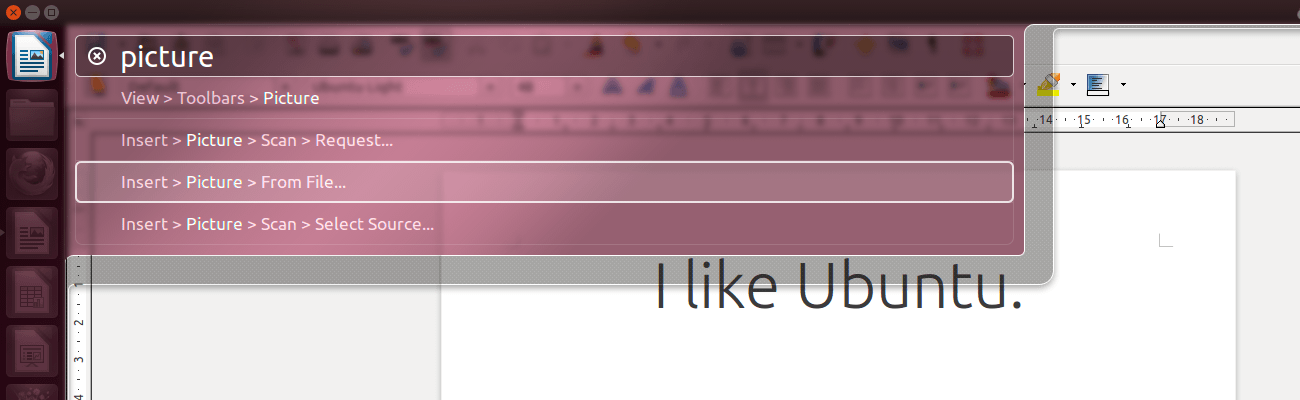 picture
View > Toolbars > Picture
Insert > Picture > Scan > Request...
Insert > Picture > From File...
Insert > Picture > Scan > Select Source...
14 15 16 17 18
I like Ubuntu.
1
2
3
4